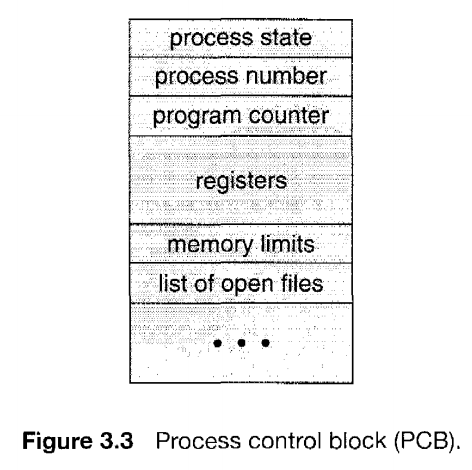 process state
process number
program counter
registers
memory limits
list of open files
• • •
Figure 3.3 Process control block (PCB).